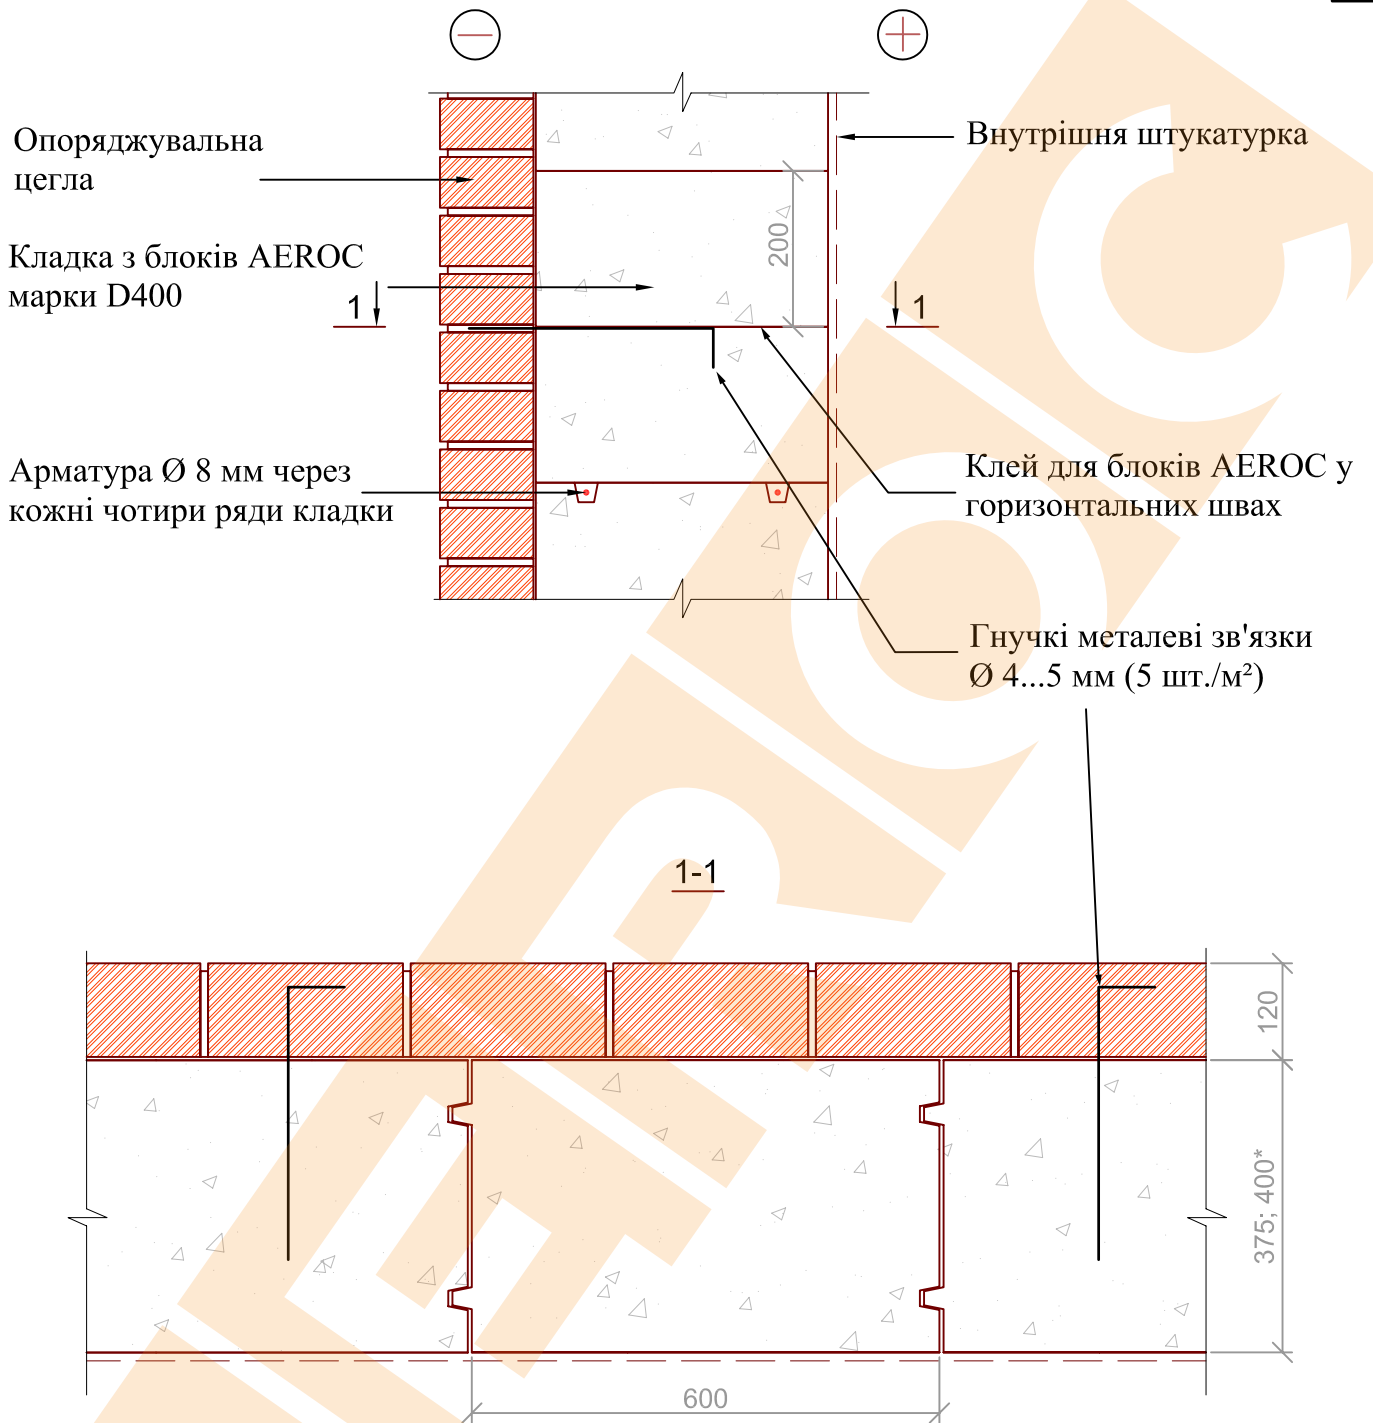 Опоряджувальна
цегла
Внутрішня штукатурка
Кладка з блоків AEROC
марки D400
200
1
1
Арматура Ø 8 мм через
кожні чотири ряди кладки
Клей для блоків AEROC у
горизонтальних швах
Гнучкі металеві зв'язки
Ø 4...5 мм (5 шт./м²)
1-1
120
375; 400*
600
AEROC